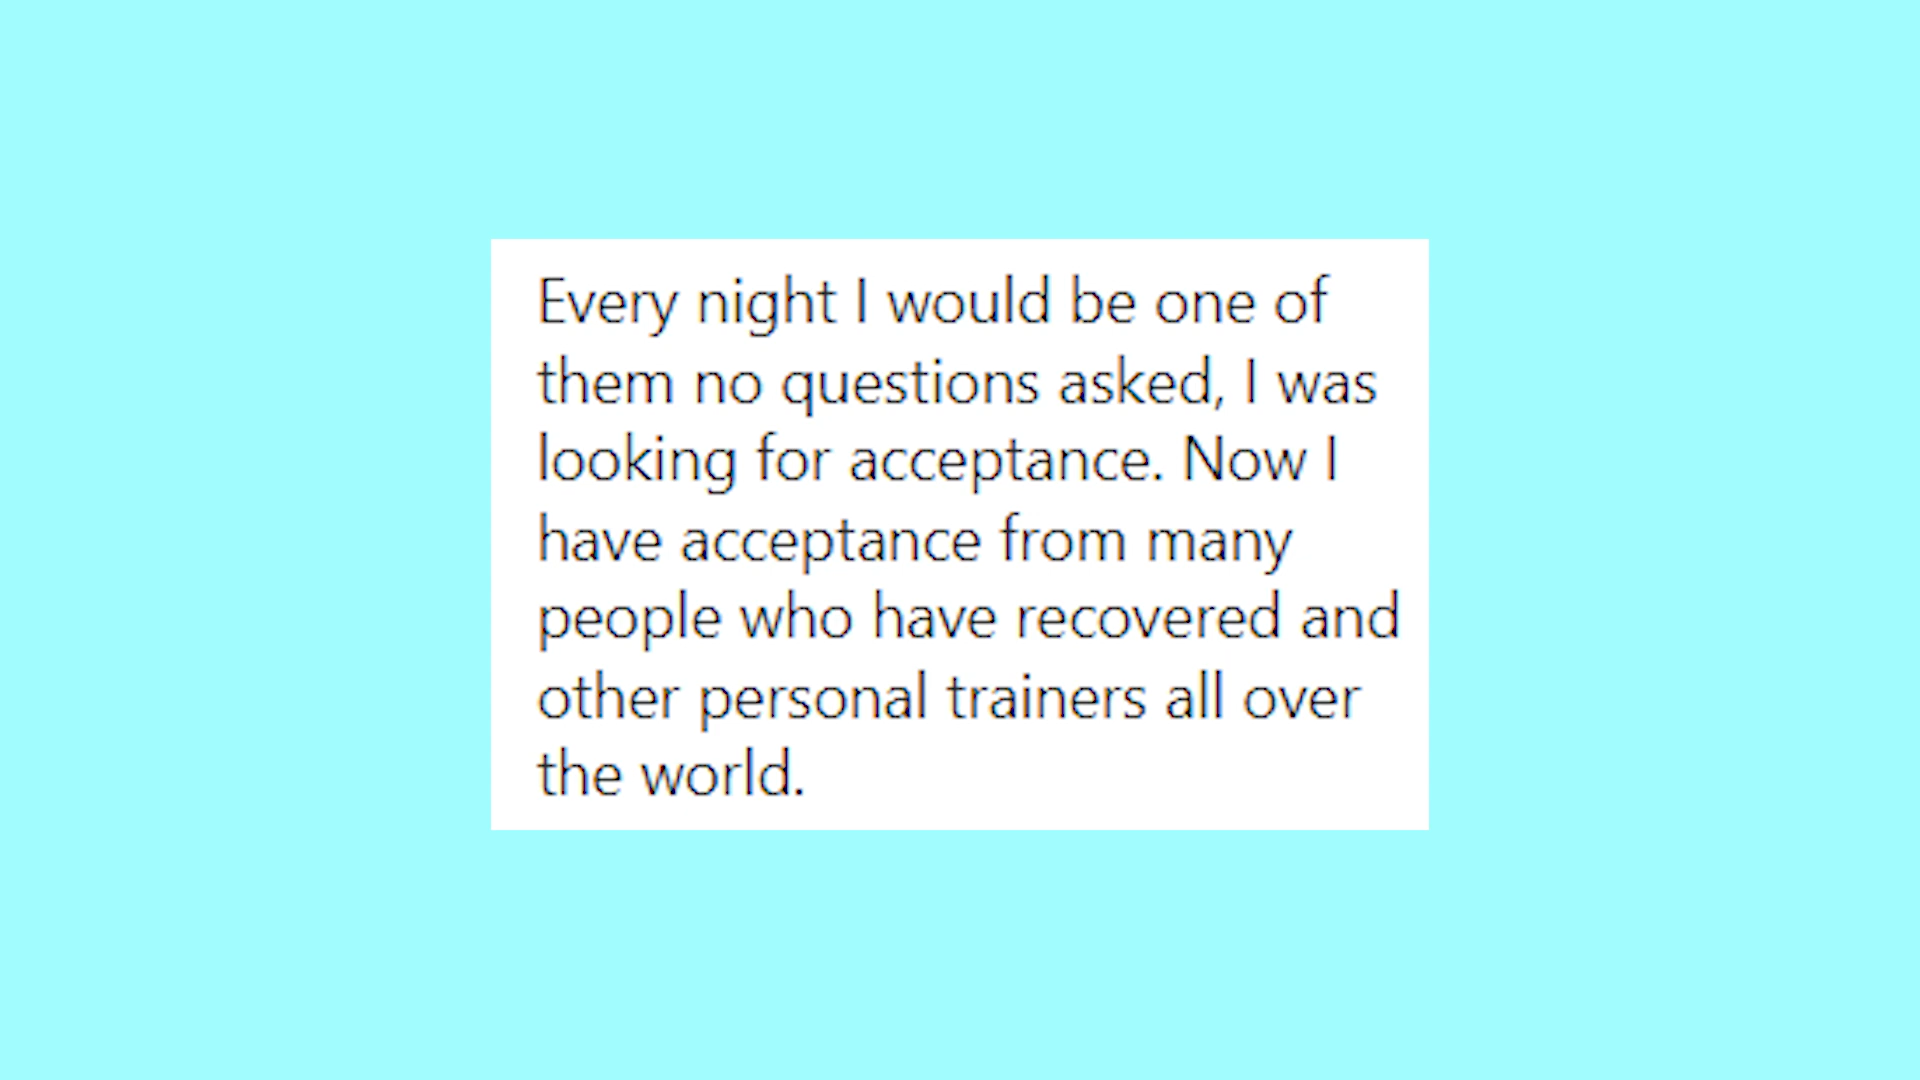 Every night I would be one of
them no questions asked, I was
looking for acceptance. Now I
have acceptance from many
people who have recovered and
other personal trainers all over
the world.